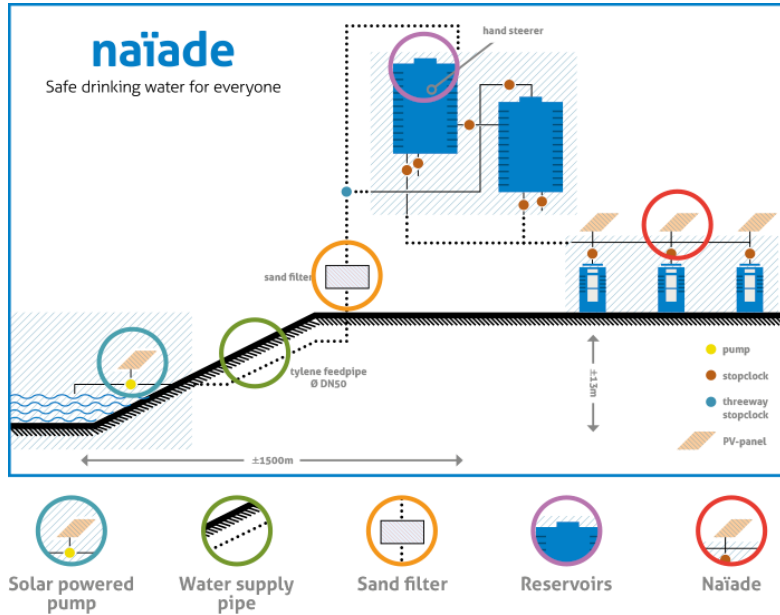 naïade
Safe drinking water for everyone
hand steerer
sand filter
tylene feedpipe
Ø DN50
±13m
pump
stopclock
threeway
stopclock
PV-panel
±1500m
Solar powered
pump
Water supply
pipe
Sand filter
Reservoirs
Naïade